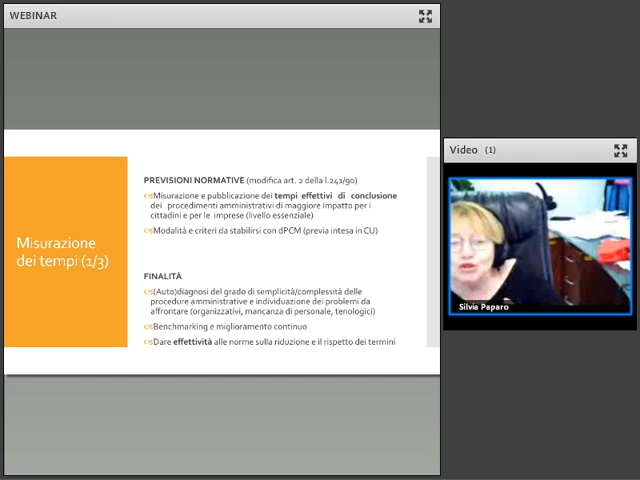 WEBINAR
Video (1)
Misurazione
dei tempi (1/3)
PREVISIONI NORMATIVE (modifica art. 2 della l.241/90)
Misurazione e pubblicazione dei tempi effettivi di conclusione
dei procedimenti amministrativi di maggiore impatto per i
cittadini e per le imprese (livello essenziale)
Modalità e criteri da stabilirsi con dPCM (previa intesa in CU)
FINALITÀ
(Auto)diagnosi del grado di semplicità/complessità delle
procedure amministrative e individuazione dei problemi da
affrontare (organizzativi, mancanza di personale, tenologici)
Benchmarking e miglioramento continuo
Dare effettività alle norme sulla riduzione e il rispetto dei termini
Silvia Paparo